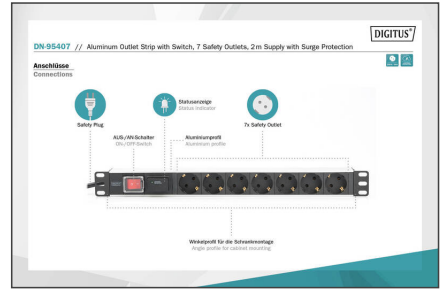 DIGITUS®
DN-95407 // Aluminum Outlet Strip with Switch, 7 Safety Outlets, 2 m Supply with Surge Protection
Anschlüsse
Connections
Safety Plug
Statusanzeige
Status indicator
7x Safety Outlet
AUS-/AN-Schalter
ON-/OFF-Switch
Aluminiumprofil
Aluminium profile
Winkelprofil für die Schrankmontage
Angle profile for cabinet mounting